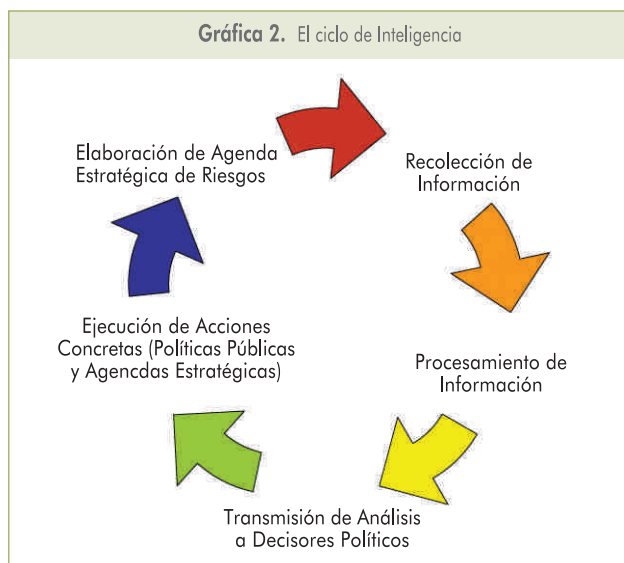 Gráfica 2. El ciclo de Inteligencia
Elaboración de Agenda
Estratégica de Riesgos
Recolección de
Información
Procesamiento de
Información
Transmisión de Análisis
a Decisores Políticos
Ejecución de Acciones
Concretas (Políticas Públicas
y Agencdas Estratégicas)